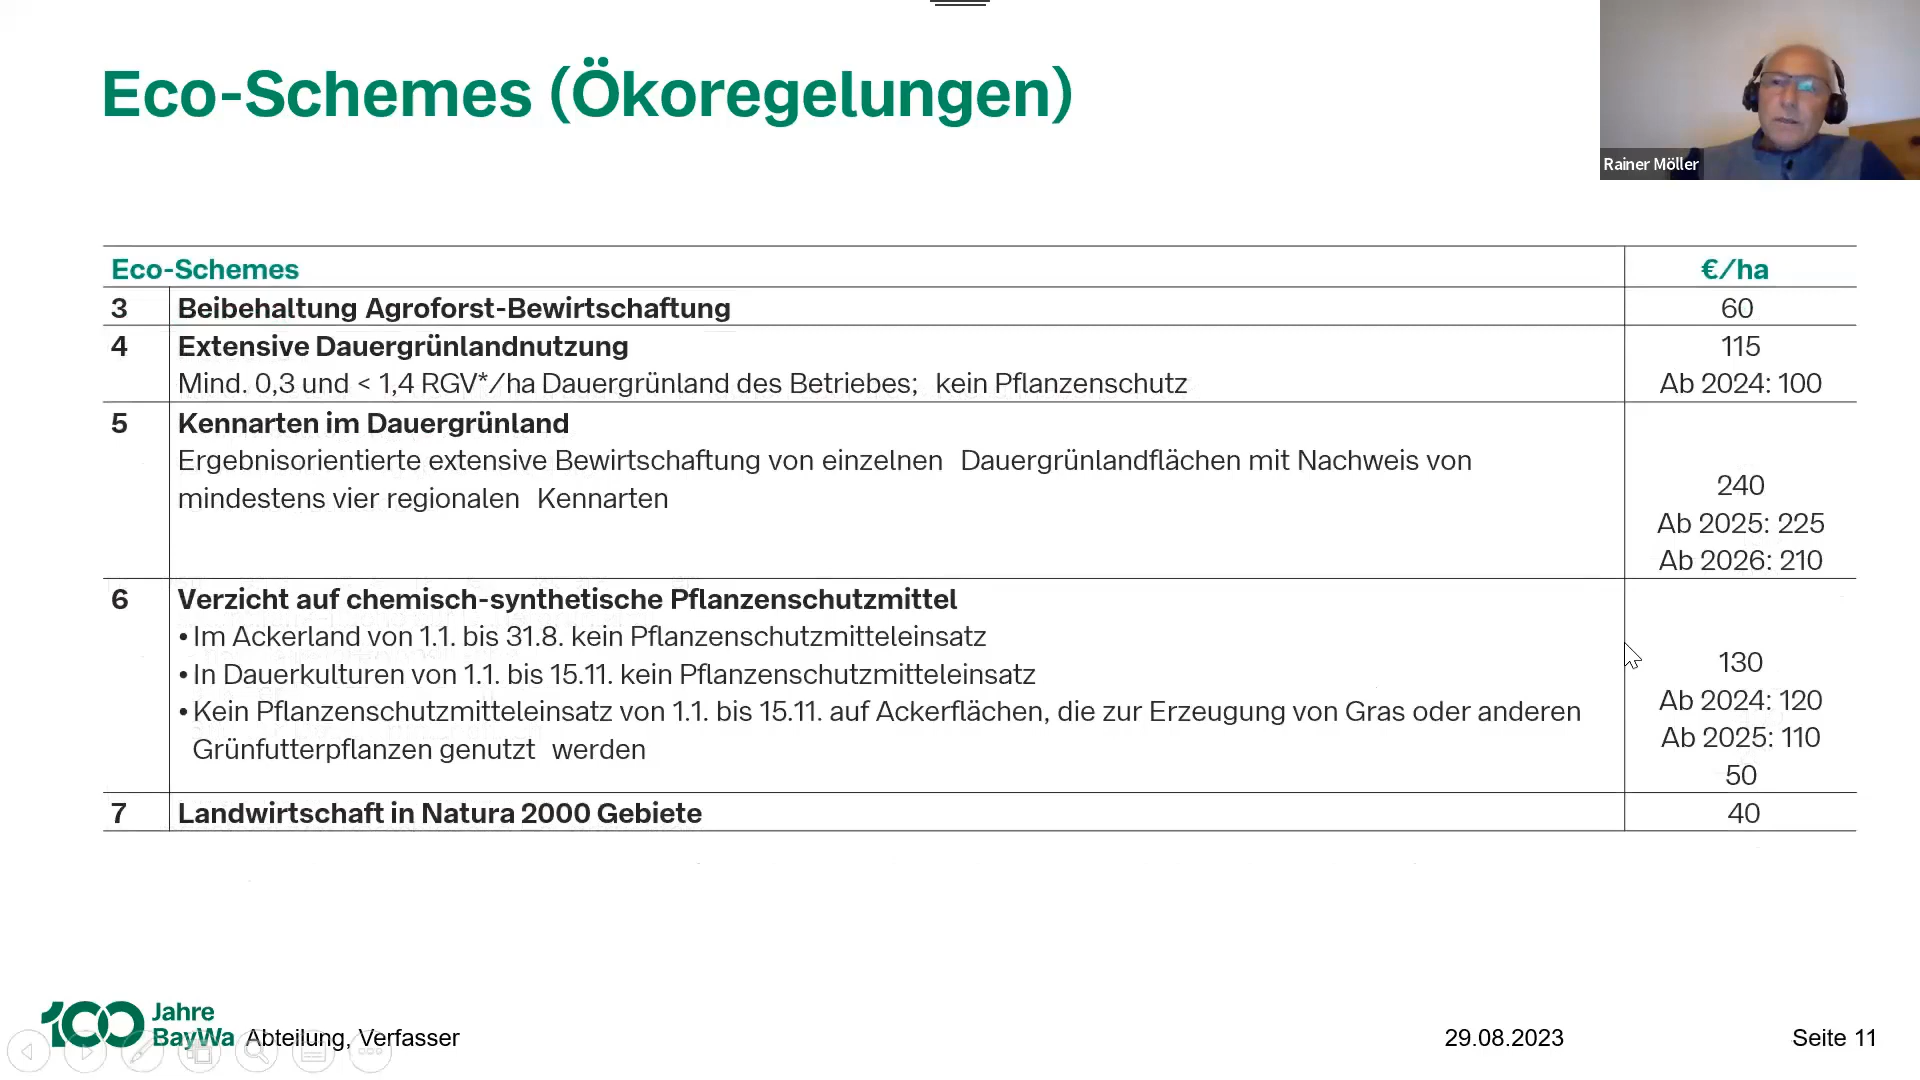 Eco-Schemes (Ökoregelungen)
Rainer Möller
Eco-Schemes €/ha
3 Beibehaltung Agroforst-Bewirtschaftung 60
4 Extensive Dauergrünlandnutzung 115
Mind. 0,3 und < 1,4 RGV*/ha Dauergrünland des Betriebes; kein Pflanzenschutz Ab 2024: 100
5 Kennarten im Dauergrünland
Ergebnisorientierte extensive Bewirtschaftung von einzelnen Dauergrünlandflächen mit Nachweis von
mindestens vier regionalen Kennarten
240
Ab 2025: 225
Ab 2026: 210
6 Verzicht auf chemisch-synthetische Pflanzenschutzmittel
• Im Ackerland von 1.1. bis 31.8. kein Pflanzenschutzmitteleinsatz
• In Dauerkulturen von 1.1. bis 15.11. kein Pflanzenschutzmitteleinsatz
• Kein Pflanzenschutzmitteleinsatz von 1.1. bis 15.11. auf Ackerflächen, die zur Erzeugung von Gras oder anderen
Grünfutterpflanzen genutzt werden
130
Ab 2024: 120
Ab 2025: 110
50
7 Landwirtschaft in Natura 2000 Gebiete 40
100 Jahre
BayWa
Abteilung, Verfasser
29.08.2023
Seite 11